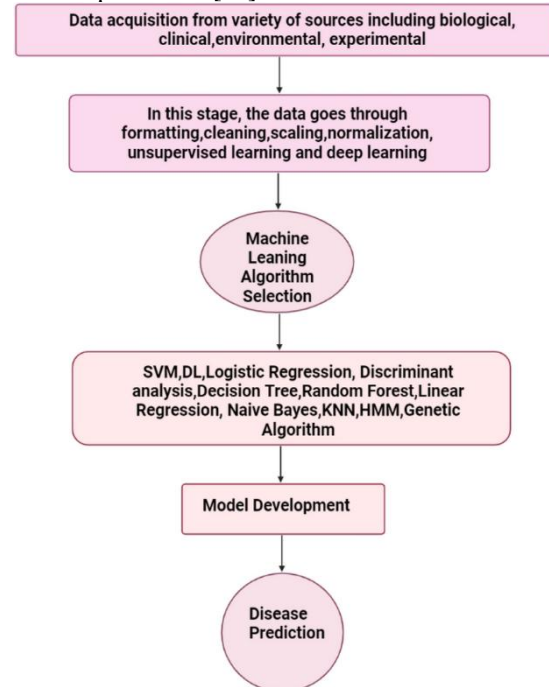 Data acquisition from variety of sources including biological,
clinical,environmental, experimental
In this stage, the data goes through
formatting,cleaning,scaling,normalization,
unsupervised learning and deep learning
Machine
Leaning
Algorithm
Selection
SVM,DL,Logistic Regression, Discriminant
analysis,Decision Tree,Random Forest,Linear
Regression, Naive Bayes,KNN,HMM,Genetic
Algorithm
Model Development
Disease
Prediction